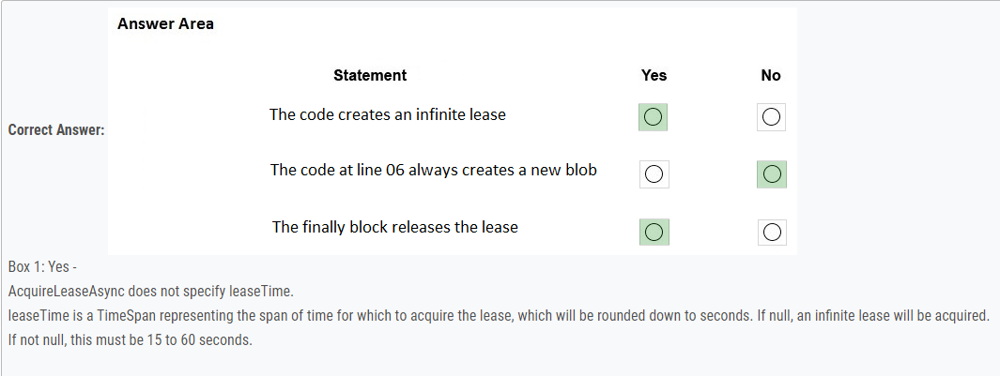 Answer Area
Statement Yes No
The code creates an infinite lease
Correct Answer:
The code at line 06 always creates a new blob
The finally block releases the lease
Box 1: Yes -
AcquireLeaseAsync does not specify leaseTime.
leaseTime is a TimeSpan representing the span of time for which to acquire the lease, which will be rounded down to seconds. If null, an infinite lease will be acquired.
If not null, this must be 15 to 60 seconds.